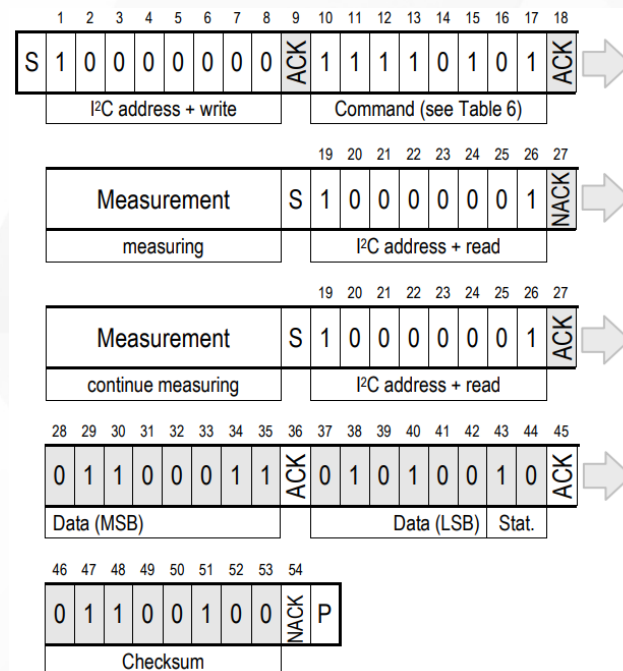 1 2 3 4 5 6 7 8 9 10 11 12 13 14 15 16 17 18
S 1 0 0 0 0 0 0 0 ACK 1 1 1 1 0 1 0 1 ACK
I²C address + write Command (see Table 6)
19 20 21 22 23 24 25 26 27
Measurement S 1 0 0 0 0 0 0 1 NACK
measuring I²C address + read
19 20 21 22 23 24 25 26 27
Measurement S 1 0 0 0 0 0 0 1 ACK
continue measuring I²C address + read
28 29 30 31 32 33 34 35 36 37 38 39 40 41 42 43 44 45
0 1 1 0 0 0 1 1 ACK 0 1 0 1 0 0 1 0 ACK
Data (MSB) Data (LSB) Stat.
46 47 48 49 50 51 52 53 54
0 1 1 0 0 1 0 0 NACK P
Checksum